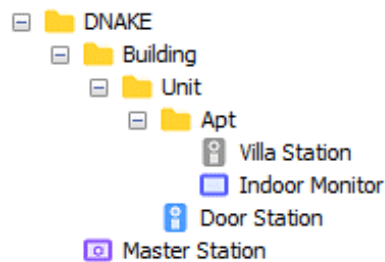 DNAKE
Building
Unit
Apt
Villa Station
Indoor Monitor
Door Station
Master Station